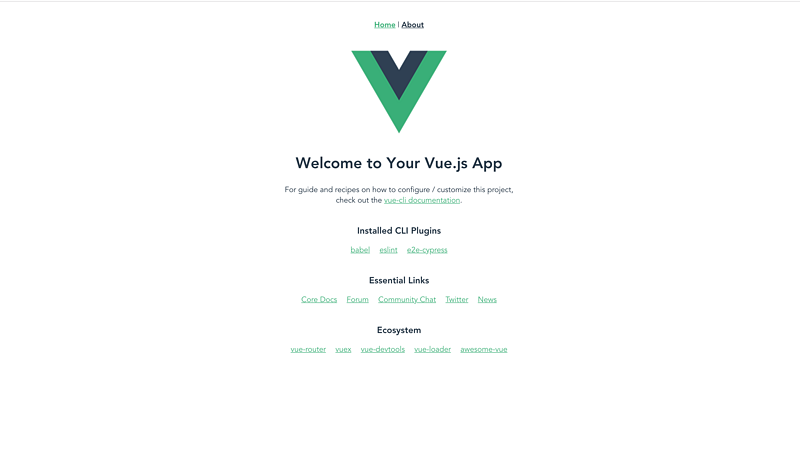 Home | About
Welcome to Your Vue.js App
For guide and recipes on how to configure / customize this project,
check out the vue-cli documentation.
Installed CLI Plugins
babel eslint e2e-cypress
Essential Links
Core Docs Forum Community Chat Twitter News
Ecosystem
vue-router vuex vue-devtools vue-loader awesome-vue